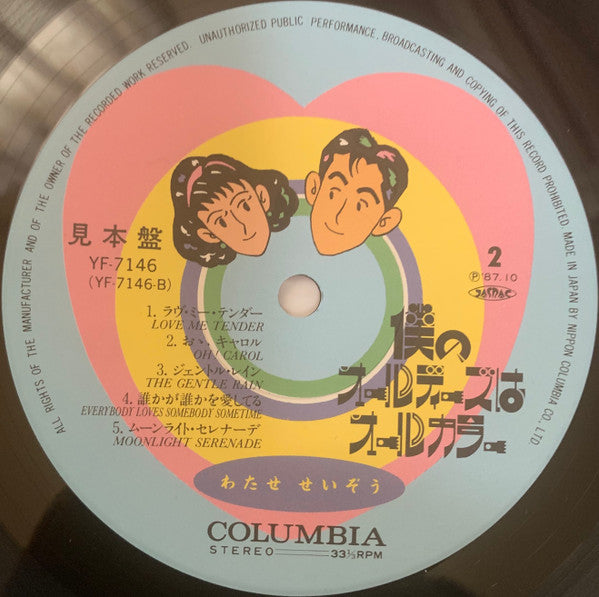 ALL RIGHTS OF THE MANUFACTURER AND OF THE OWNER OF THE RECORDED WORK RESERVED. UNAUTHORIZED PUBLIC PERFORMANCE, BROADCASTING AND COPYING OF THIS RECORD PROHIBITED MADE IN JAPAN BY NIPPON COLUMBIA CO., LTD.
見本盤
YF-7146
(YF-7146-B)
2
Ⓟ'87.10
JASRAC
1. ラヴ・ミー・テンダー
LOVE ME TENDER
2. おゝ、キャロル
OH! CAROL
3. ジェントル・レイン
THE GENTLE RAIN
4. 誰かが誰かを愛してる
EVERYBODY LOVES SOMEBODY SOMETIME
5. ムーンライト・セレナーデ
MOONLIGHT SERENADE
僕の
オールディーズは
オールカラー
わたせ せいぞう
COLUMBIA
STEREO 33⅓RPM